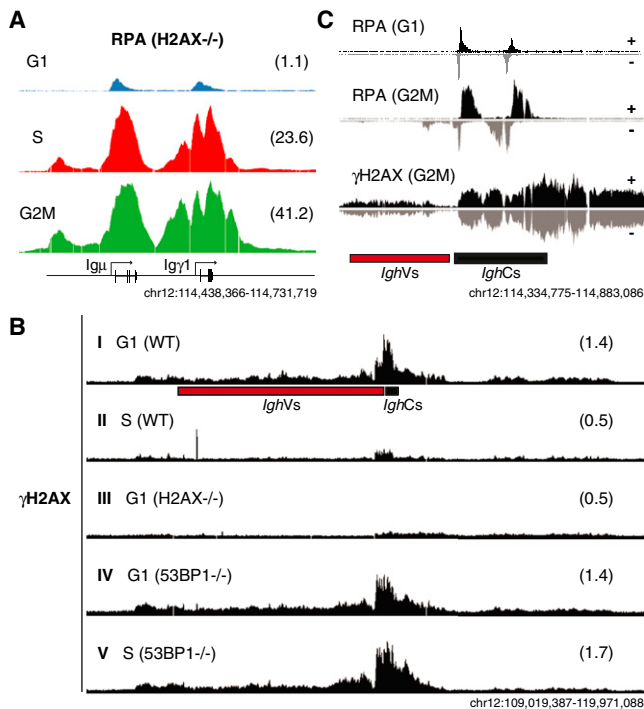 A
RPA (H2AX-/-)
G1 (1.1)
S (23.6)
G2M (41.2)
Igμ Igγ1
chr12:114,438,366-114,731,719
C
RPA (G1)
+
-
RPA (G2M)
+
-
γH2AX (G2M)
+
-
IghVs IghCs
chr12:114,334,775-114,883,086
B
γH2AX
I G1 (WT) (1.4)
IghVs IghCs
II S (WT) (0.5)
III G1 (H2AX-/-) (0.5)
IV G1 (53BP1-/-) (1.4)
V S (53BP1-/-) (1.7)
chr12:109,019,387-119,971,088